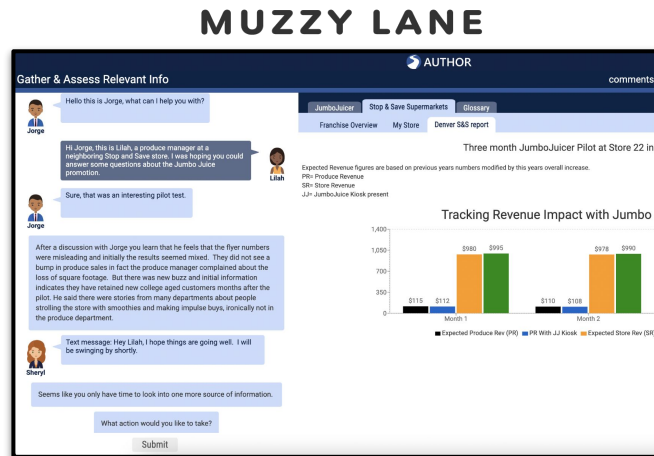 MUZZY LANE
AUTHOR
Gather & Assess Relevant Info
comments
Hello this is Jorge, what can I help you with?
Jorge
Hi Jorge, this is Lilah, a produce manager at a
neighboring Stop and Save store. I was hoping you could
answer some questions about the Jumbo Juice
promotion.
Lilah
Sure, that was an interesting pilot test.
Jorge
After a discussion with Jorge you learn that he feels that the flyer numbers
were misleading and initially the results seemed mixed. They did not see a
bump in produce sales in fact the produce manager complained about the
loss of square footage. But there was new buzz and initial information
indicates they have retained new college aged customers months after the
pilot. He said there were stories from many departments about people
strolling the store with smoothies and making impulse buys, ironically not in
the produce department.
Text message: Hey Lilah, I hope things are going well. I will
be swinging by shortly.
Sheryl
Seems like you only have time to look into one more source of information.
What action would you like to take?
Submit
JumboJuicer
Stop & Save Supermarkets
Glossary
Franchise Overview
My Store
Denver S&S report
Three month JumboJuicer Pilot at Store 22 in
Expected Revenue figures are based on previous years numbers modified by this years overall increase.
PR= Produce Revenue
SR= Store Revenue
JJ= JumboJuice Kiosk present
Tracking Revenue Impact with Jumbo
1,400
1,050
700
350
0
$115
$112
$980
$995
$110
$108
$978
$990
Month 1
Month 2
Expected Produce Rev (PR)
PR With JJ Kiosk
Expected Store Rev (SR)